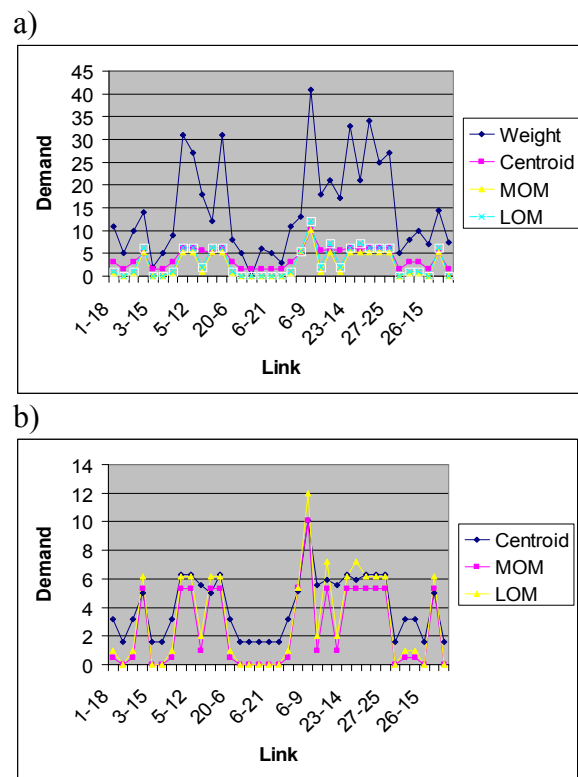 a)
45
40
35
30
25
20
15
10
5
0
Demand
1-18
3-15
5-12
20-6
6-21
6-9
23-14
27-25
26-15
Link
Weight
Centroid
MOM
LOM
b)
14
12
10
8
6
4
2
0
Demand
1-18
3-15
5-12
20-6
6-21
6-9
23-14
27-25
26-15
Link
Centroid
MOM
LOM